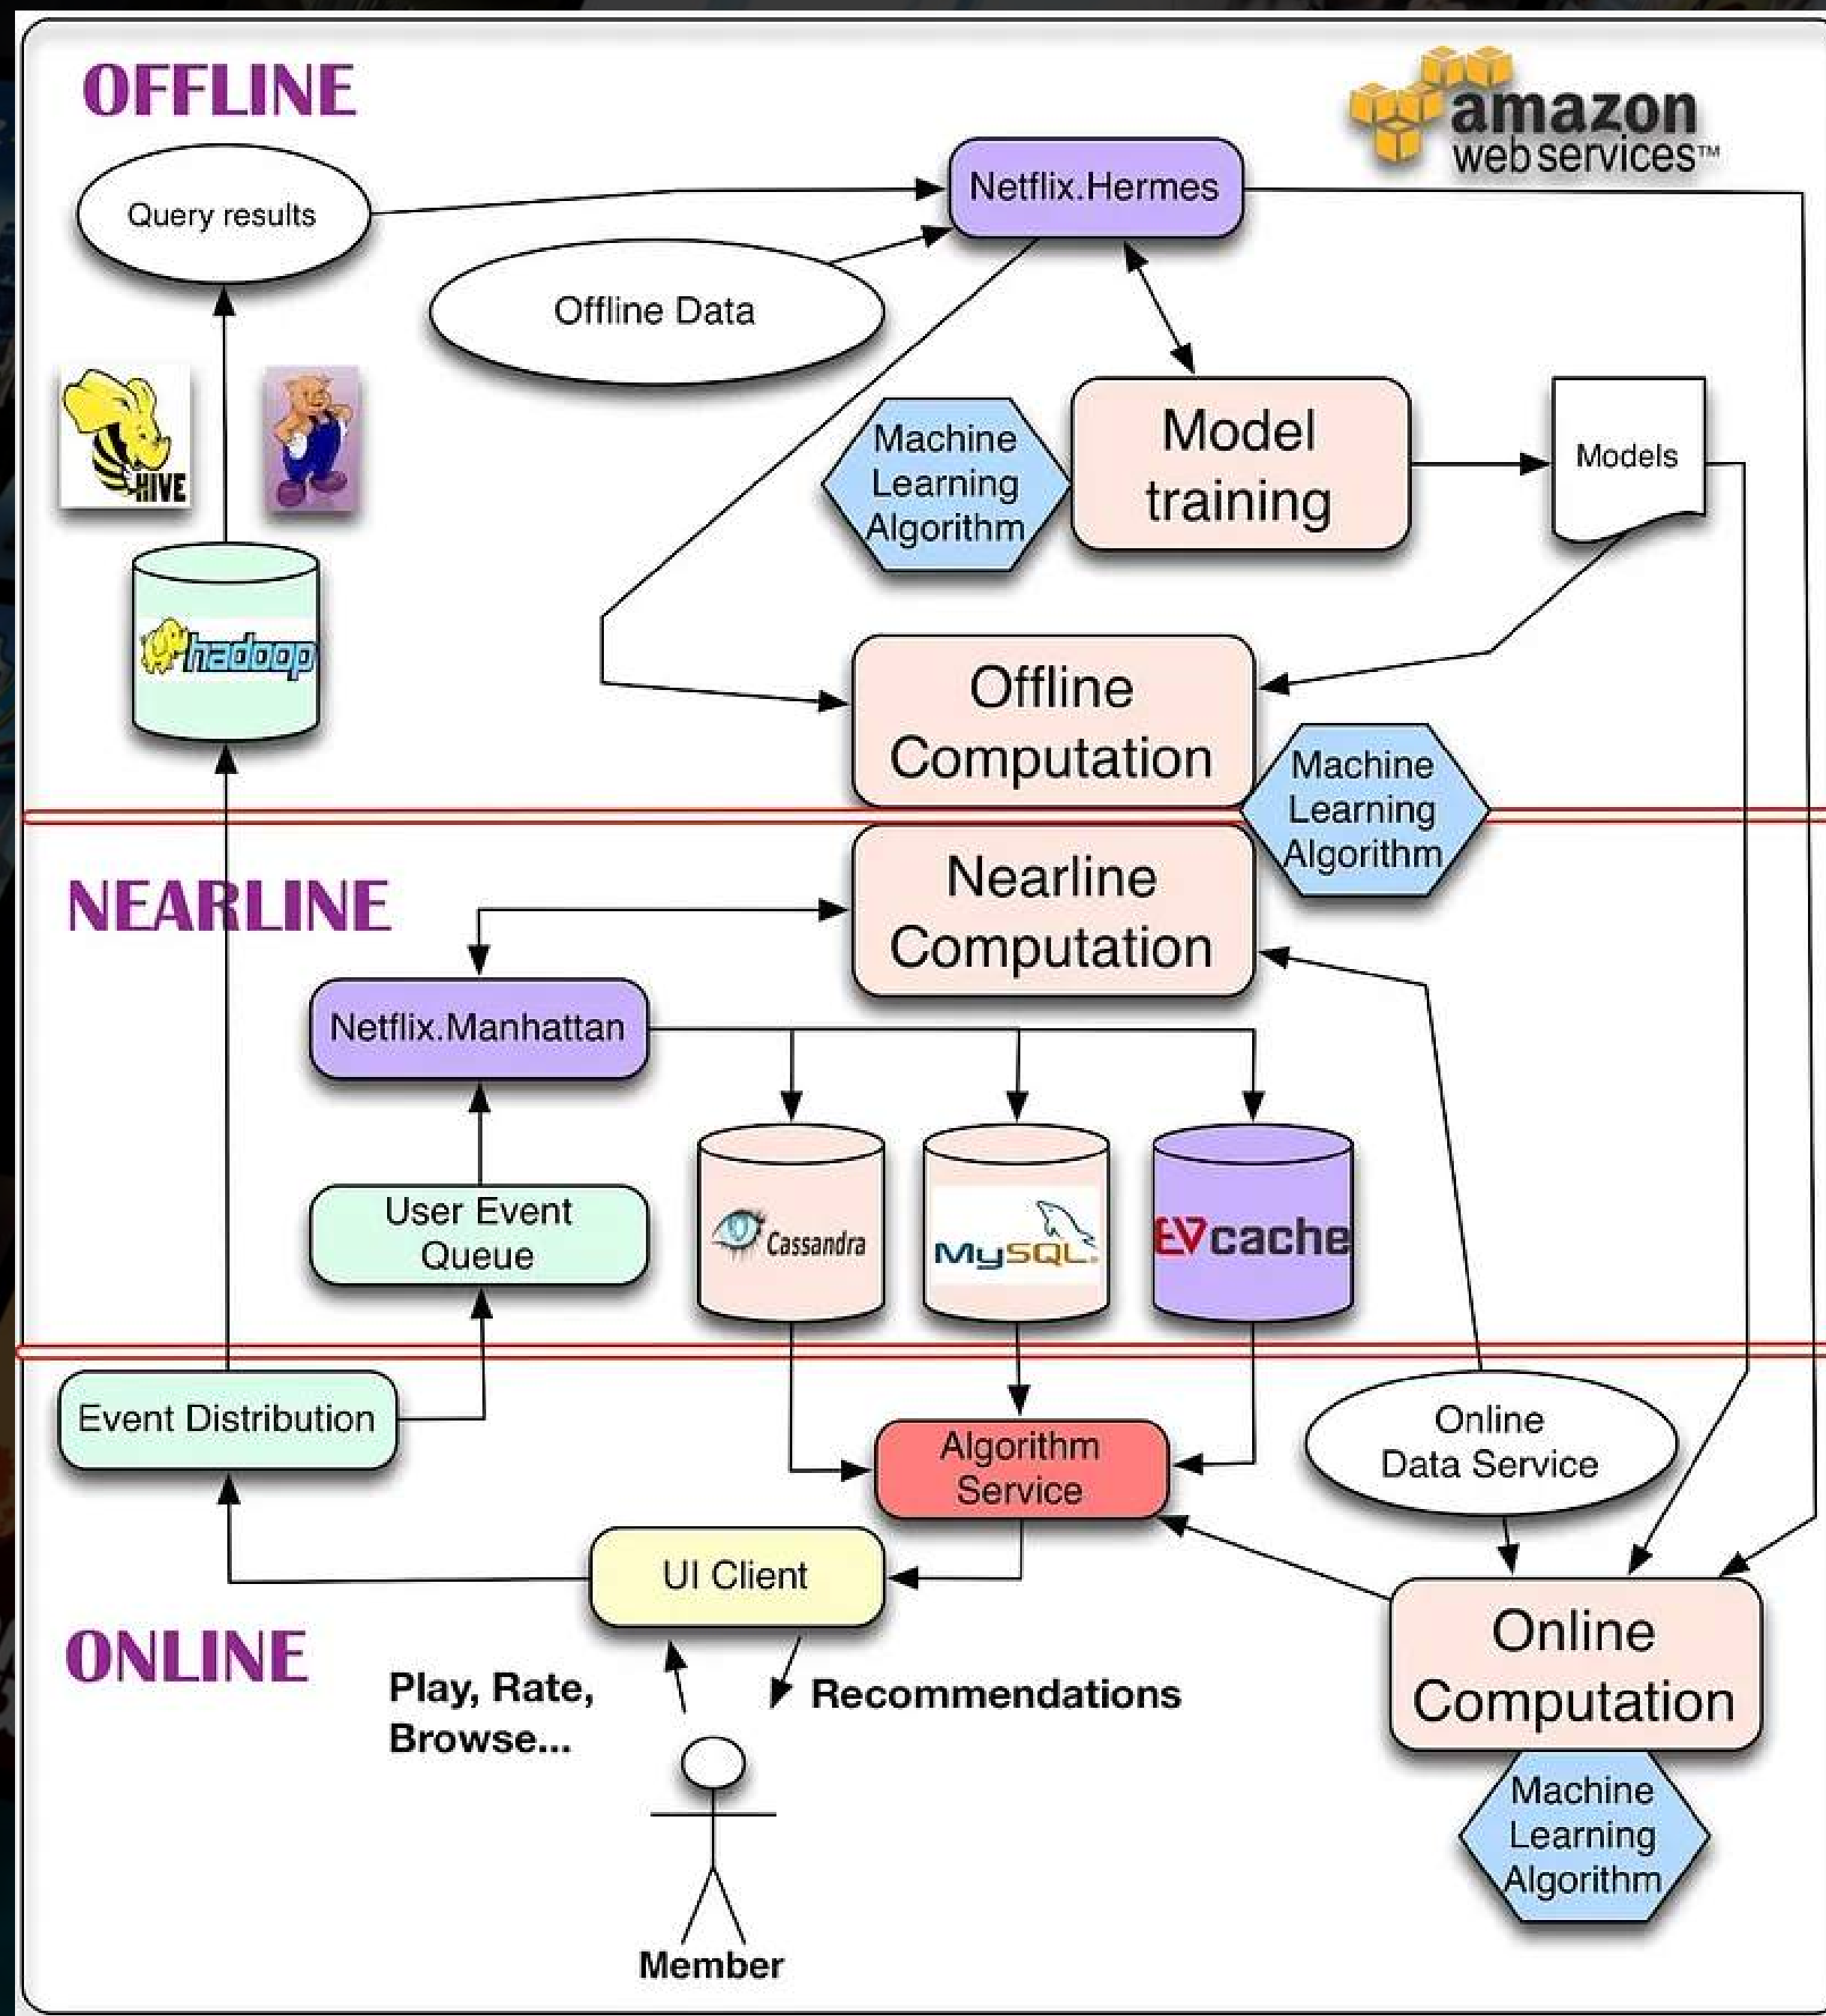 OFFLINE
amazon
web services™
Query results
Netflix.Hermes
Offline Data
HIVE
Machine
Learning
Algorithm
Model
training
Models
hadoop
Offline
Computation
Machine
Learning
Algorithm
NEARLINE
Nearline
Computation
Netflix.Manhattan
User Event
Queue
Cassandra
MySQL®
EVcache
Event Distribution
Algorithm
Service
Online
Data Service
UI Client
ONLINE
Play, Rate,
Browse...
Recommendations
Online
Computation
Machine
Learning
Algorithm
Member